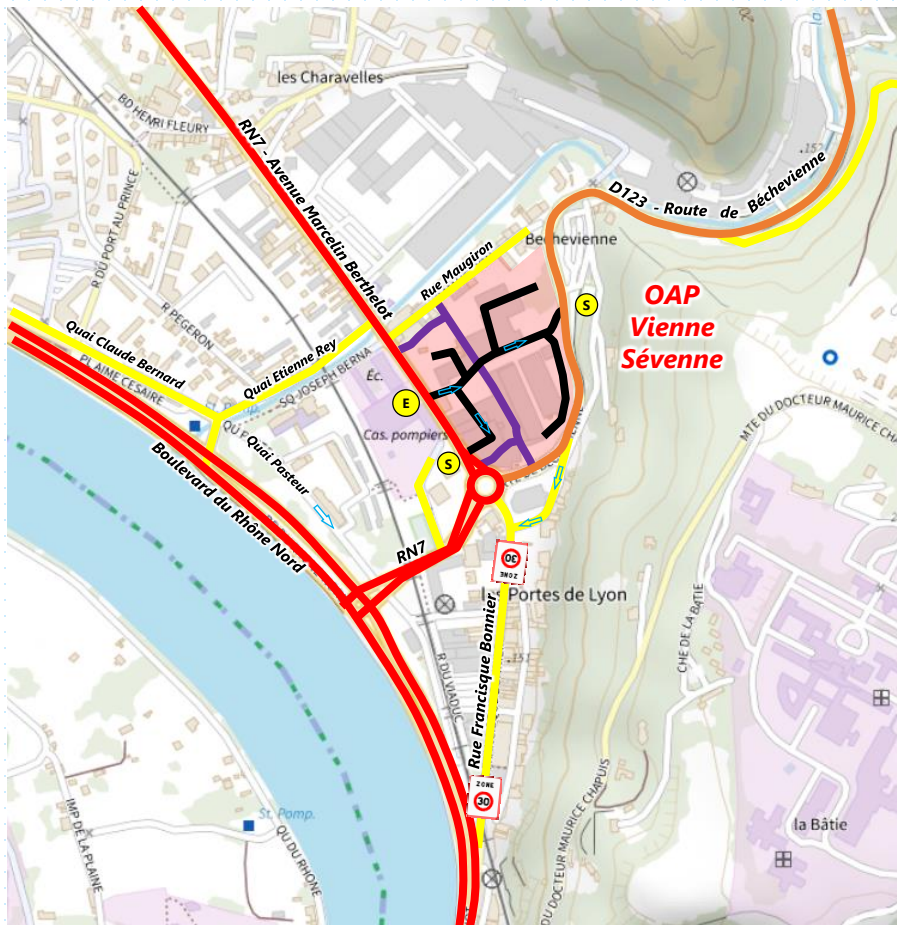 les Charavelles
BD HENRI FLEURY
RN7 - Avenue Marcelin Berthelot
.152
D123 - Route de Béchevienne
R DU PORT AU PRINCE
R PEGERON
Rue Maugiron
Bechevienne
OAP
Vienne
Sévenne
S
Quai Claude Bernard
PL AIME CESAIRE
Quai Etienne Rey
SQ JOSEPH BERNA
Éc.
E
Cas. pompiers
S
Quai Pasteur
Boulevard du Rhône Nord
RN7
30
ZONE
Portes de Lyon
MTE DU DOCTEUR MAURICE CHA
CHE DE LA BATIE
Rue Francisque Bonnier
.151
R DU VIADUC
ZONE
30
St. Pomp.
IMP DE LA PLAINE
QU DU RHONE
DU DOCTEUR MAURICE CHAPUIS
la Bâtie